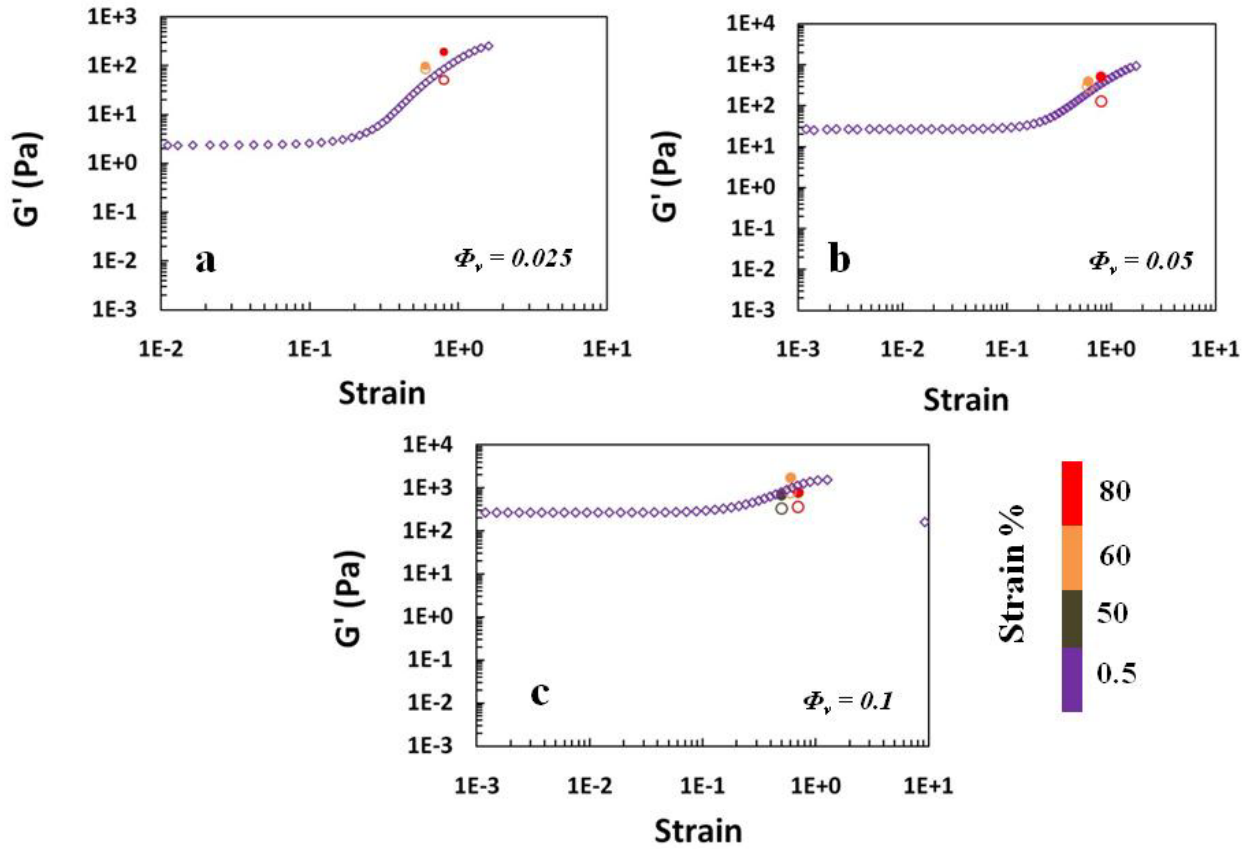 G' (Pa)
1E+3
1E+2
1E+1
1E+0
1E-1
1E-2
1E-3
a
Φv = 0.025
1E-2 1E-1 1E+0 1E+1
Strain
G' (Pa)
1E+4
1E+3
1E+2
1E+1
1E+0
1E-1
1E-2
1E-3
b
Φv = 0.05
1E-3 1E-2 1E-1 1E+0 1E+1
Strain
G' (Pa)
1E+4
1E+3
1E+2
1E+1
1E+0
1E-1
1E-2
1E-3
c
Φv = 0.1
1E-3 1E-2 1E-1 1E+0 1E+1
Strain
Strain %
80
60
50
0.5